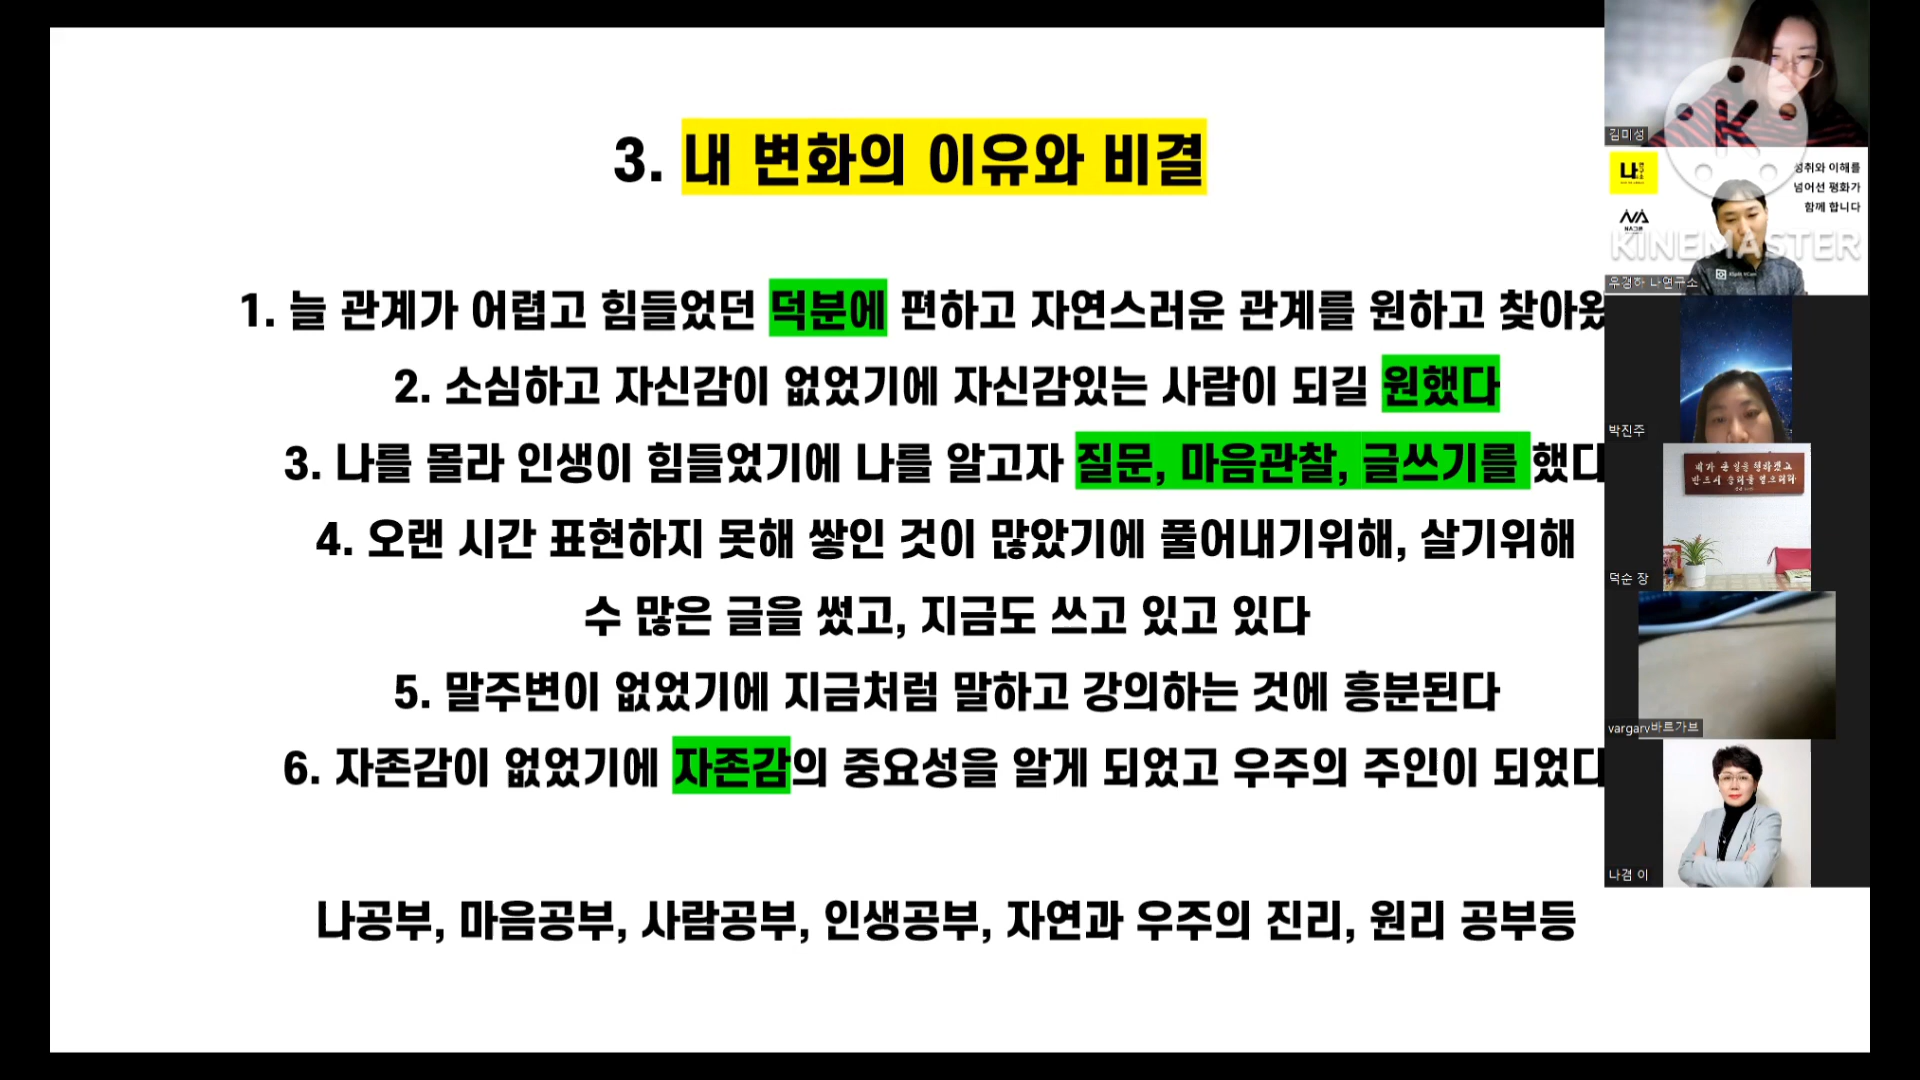 3. 내 변화의 이유와 비결
1. 늘 관계가 어렵고 힘들었던 덕분에 편하고 자연스러운 관계를 원하고 찾아왔
2. 소심하고 자신감이 없었기에 자신감있는 사람이 되길 원했다
3. 나를 몰라 인생이 힘들었기에 나를 알고자 질문, 마음관찰, 글쓰기를 했다
4. 오랜 시간 표현하지 못해 쌓인 것이 많았기에 풀어내기위해, 살기위해
수 많은 글을 썼고, 지금도 쓰고 있고 있다
5. 말주변이 없었기에 지금처럼 말하고 강의하는 것에 흥분된다
6. 자존감이 없었기에 자존감의 중요성을 알게 되었고 우주의 주인이 되었다
나공부, 마음공부, 사람공부, 인생공부, 자연과 우주의 진리, 원리 공부등
김미성
K
나
성취와 이해를
넘어선 평화가
함께 합니다
NA
KINEMASTER
유경하 나연구소
박진주
반드시
덕순 장
vargarv바르가브
나겸 이